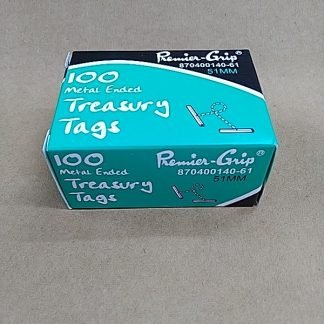 100
Metal Ended
Treasury
Tags
Premier-Grip®
870400140-61
51MM
100
Metal Ended
Treasury
Tags
Premier-Grip®
870400140-61
51MM